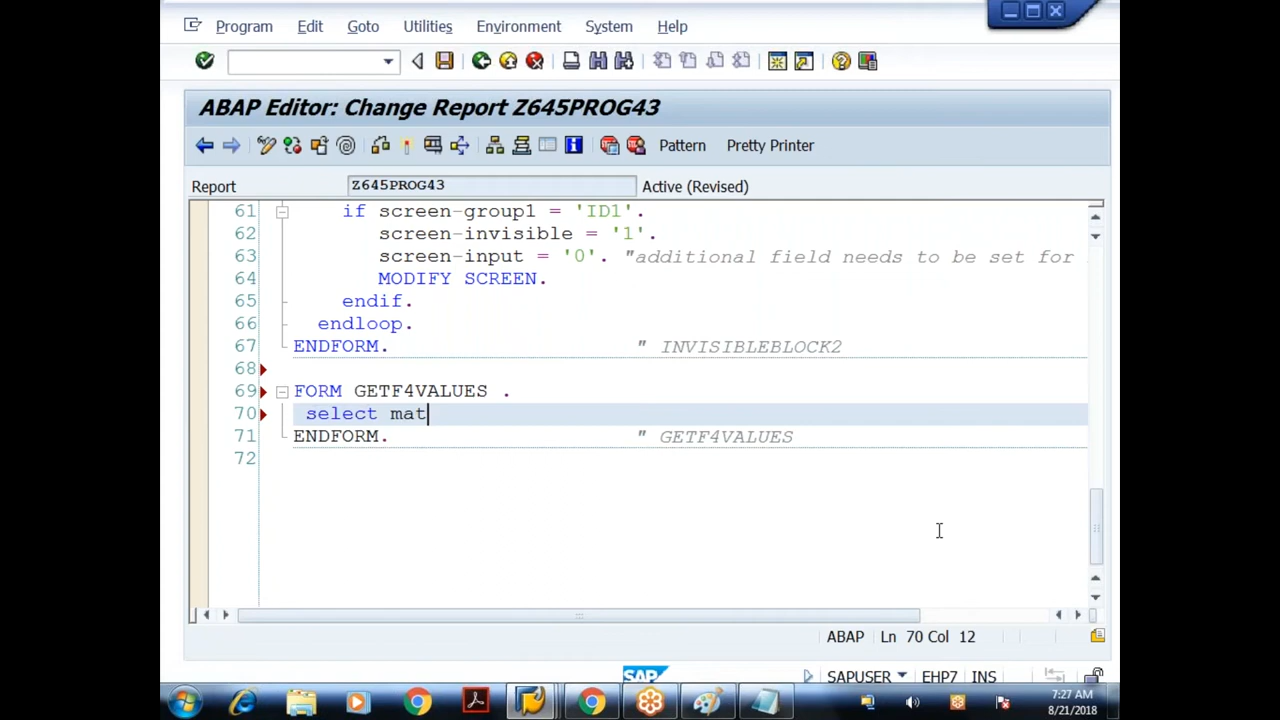 Program Edit Goto Utilities Environment System Help
ABAP Editor: Change Report Z645PROG43
Pattern Pretty Printer
Report Z645PROG43 Active (Revised)
61 if screen-group1 = 'ID1'.
62 screen-invisible = '1'.
63 screen-input = '0'. "additional field needs to be set for
64 MODIFY SCREEN.
65 endif.
66 endloop.
67 ENDFORM. " INVISIBLEBLOCK2
68
69 FORM GETF4VALUES .
70 select mat
71 ENDFORM. " GETF4VALUES
72
ABAP Ln 70 Col 12
SAP SAPUSER EHP7 INS
7:27 AM
8/21/2018